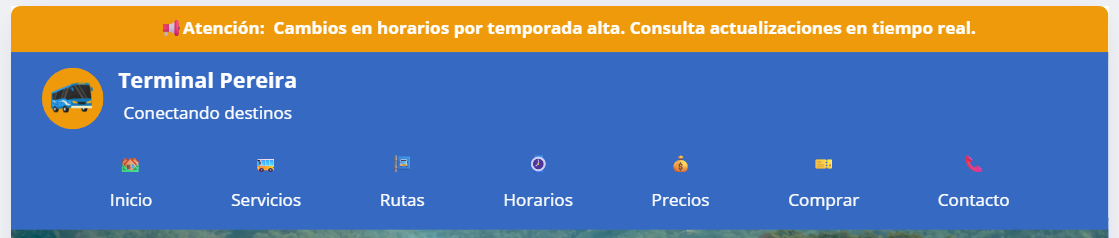 Atención: Cambios en horarios por temporada alta. Consulta actualizaciones en tiempo real.
Terminal Pereira
Conectando destinos
Inicio Servicios Rutas Horarios Precios Comprar Contacto